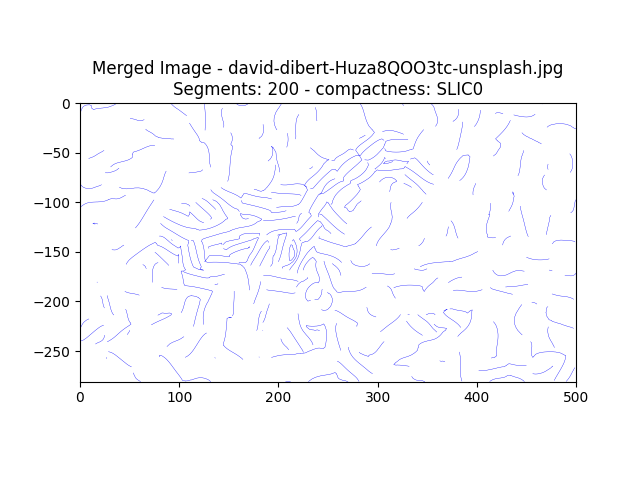 Merged Image - david-dibert-Huza8QOO3tc-unsplash.jpg
Segments: 200 - compactness: SLIC0
0
−50
−100
−150
−200
−250
0 100 200 300 400 500